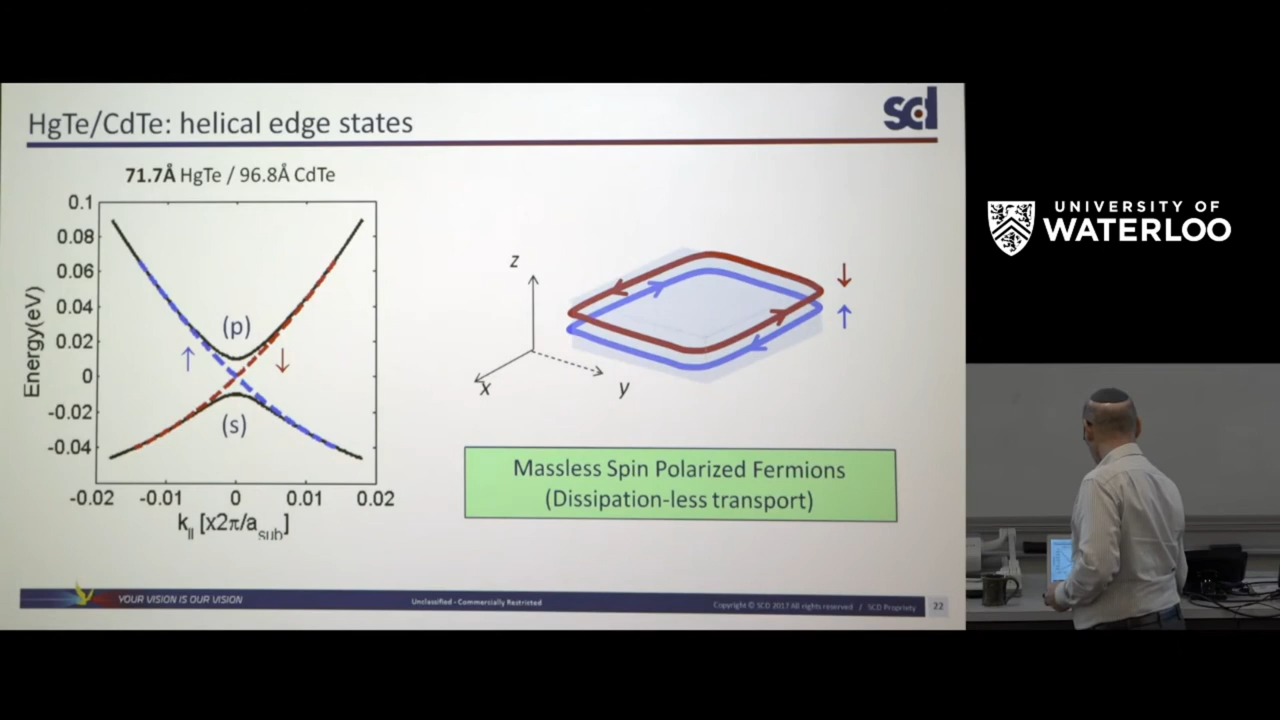 HgTe/CdTe: helical edge states
scd
71.7Å HgTe / 96.8Å CdTe
0.1
0.08
0.06
0.04
0.02
0
-0.02
-0.04
Energy(eV)
(p)
(s)
-0.02 -0.01 0 0.01 0.02
k|| [x2π/a_sub]
z
x
y
Massless Spin Polarized Fermions
(Dissipation-less transport)
YOUR VISION IS OUR VISION
Unclassified - Commercially Restricted
Copyright © SCD 2017 All rights reserved / SCD Propriety
22
UNIVERSITY OF
WATERLOO